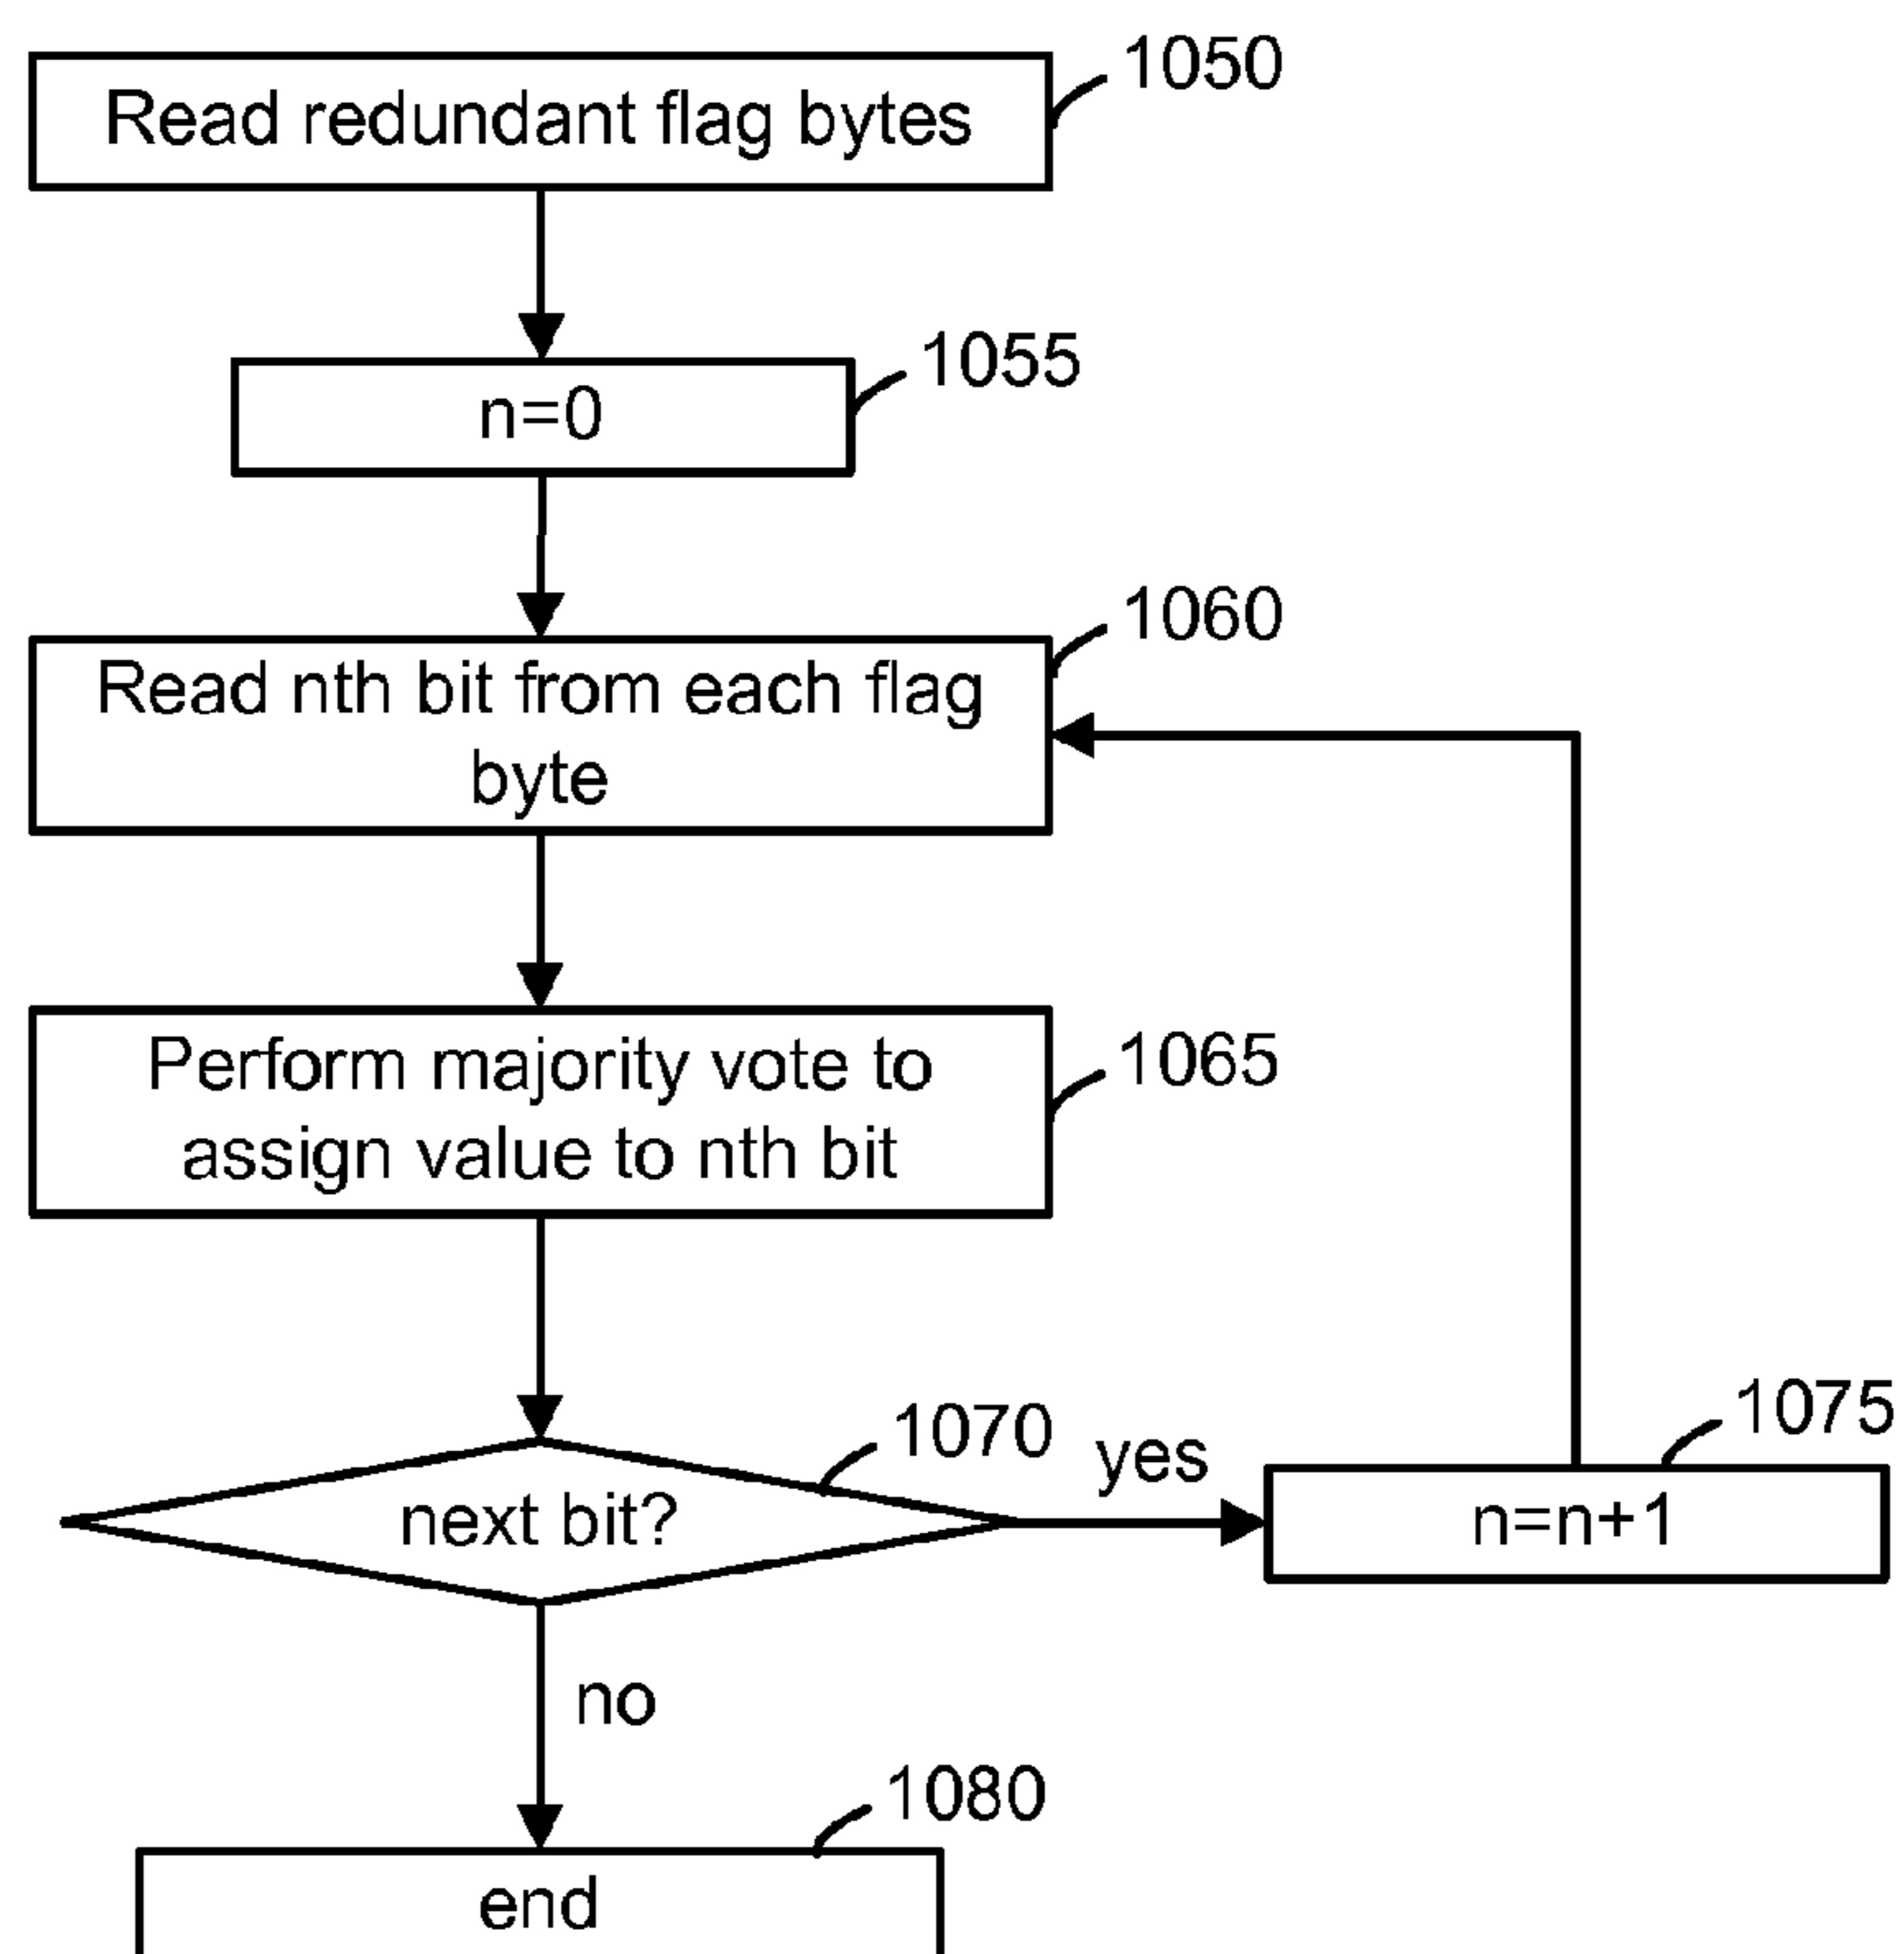 1050
Read redundant flag bytes
1055
n=0
1060
Read nth bit from each flag
byte
1065
Perform majority vote to
assign value to nth bit
1070
yes
1075
next bit?
n=n+1
no
1080
end